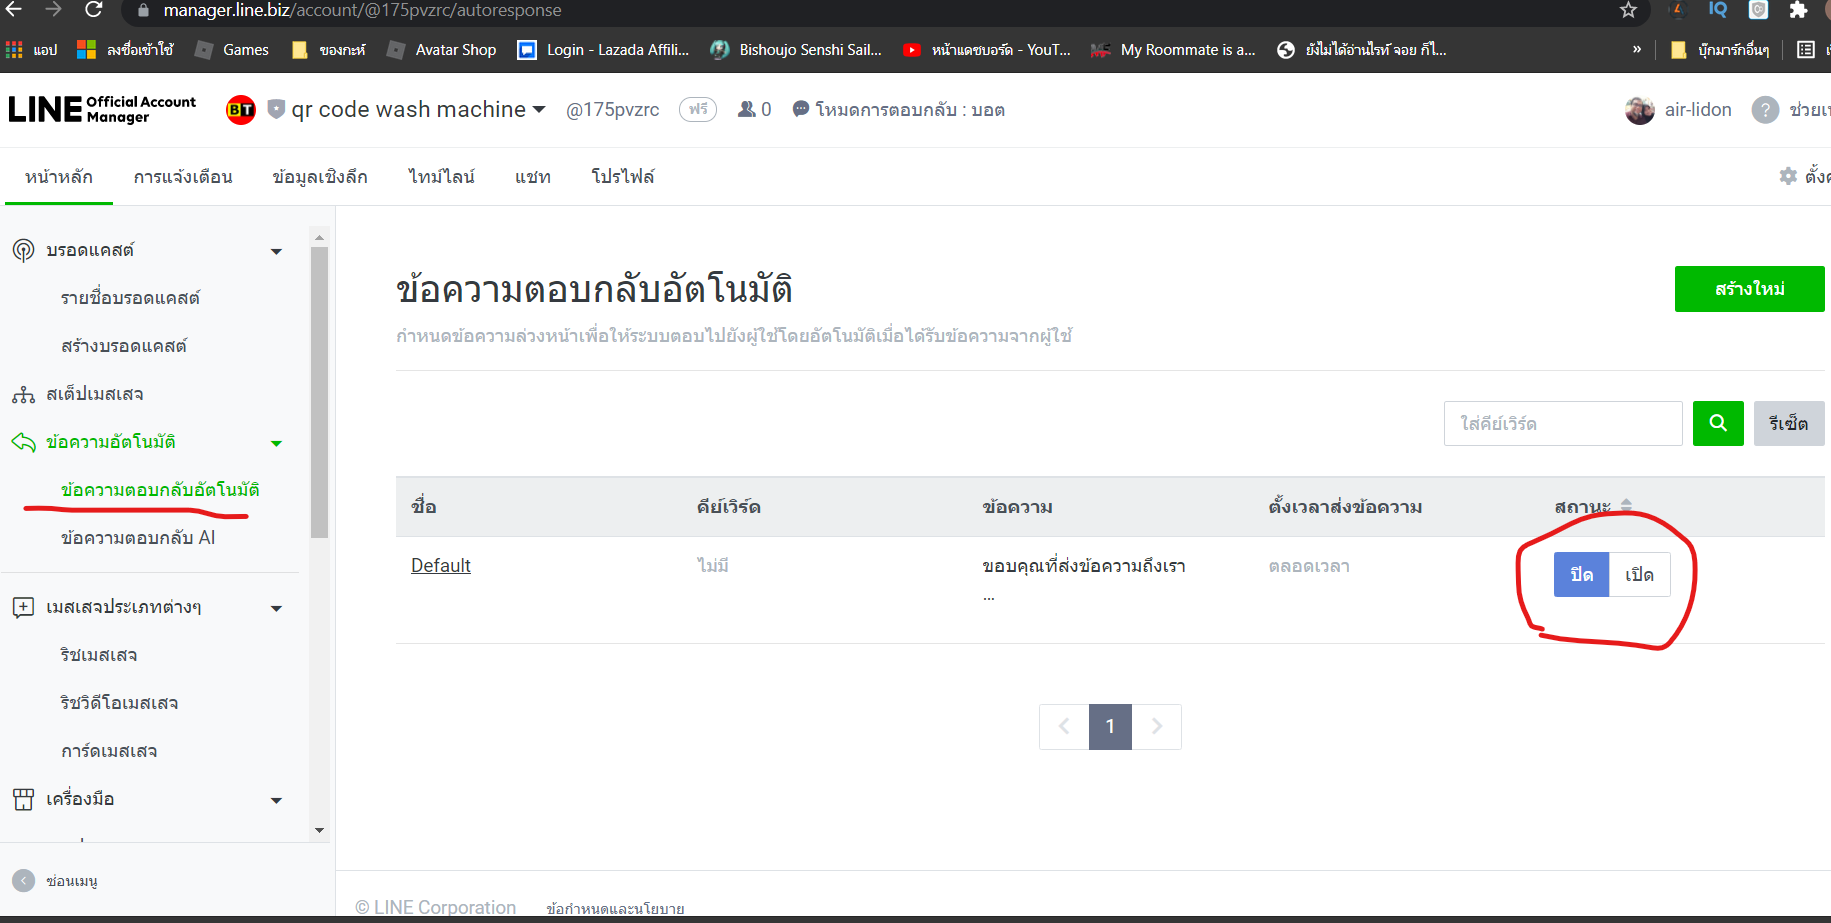 manager.line.biz/account/@175pvzrc/autoresponse
แอป ลงชื่อเข้าใช้ Games ของกะห์ Avatar Shop Login - Lazada Affili... Bishoujo Senshi Sail... หน้าแดชบอร์ด - YouT... My Roommate is a... ยังไม่ได้อ่านไรท์ จอย ก็ไ... » บุ๊กมาร์กอื่นๆ
LINE Official Account Manager BT qr code wash machine @175pvzrc ฟรี 0 โหมดการตอบกลับ : บอต air-lidon ? ช่วยเ
หน้าหลัก การแจ้งเตือน ข้อมูลเชิงลึก ไทม์ไลน์ แชท โปรไฟล์ ตั้งค
บรอดแคสต์
รายชื่อบรอดแคสต์
สร้างบรอดแคสต์
สเต็ปเมสเสจ
ข้อความอัตโนมัติ
ข้อความตอบกลับอัตโนมัติ
ข้อความตอบกลับ AI
เมสเสจประเภทต่างๆ
ริชเมสเสจ
ริชวิดีโอเมสเสจ
การ์ดเมสเสจ
เครื่องมือ
ซ่อนเมนู
ข้อความตอบกลับอัตโนมัติ
สร้างใหม่
กำหนดข้อความล่วงหน้าเพื่อให้ระบบตอบไปยังผู้ใช้โดยอัตโนมัติเมื่อได้รับข้อความจากผู้ใช้
ใส่คีย์เวิร์ด รีเซ็ต
ชื่อ คีย์เวิร์ด ข้อความ ตั้งเวลาส่งข้อความ สถานะ
Default ไม่มี ขอบคุณที่ส่งข้อความถึงเรา ตลอดเวลา ปิด เปิด
...
1
© LINE Corporation ข้อกำหนดและนโยบาย